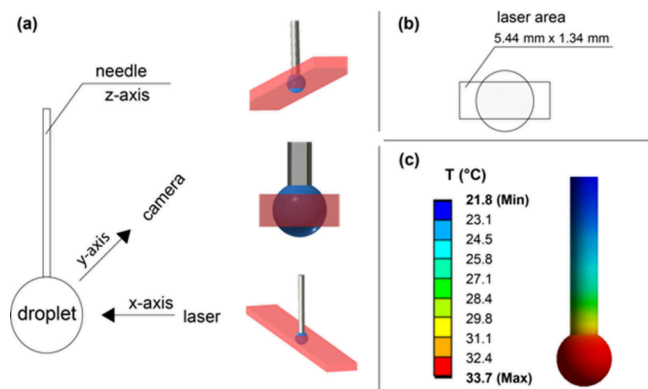 (a)
needle
z-axis
camera
y-axis
droplet
x-axis
laser
(b)
laser area
5.44 mm x 1.34 mm
(c)
T (°C)
21.8 (Min)
23.1
24.5
25.8
27.1
28.4
29.8
31.1
32.4
33.7 (Max)